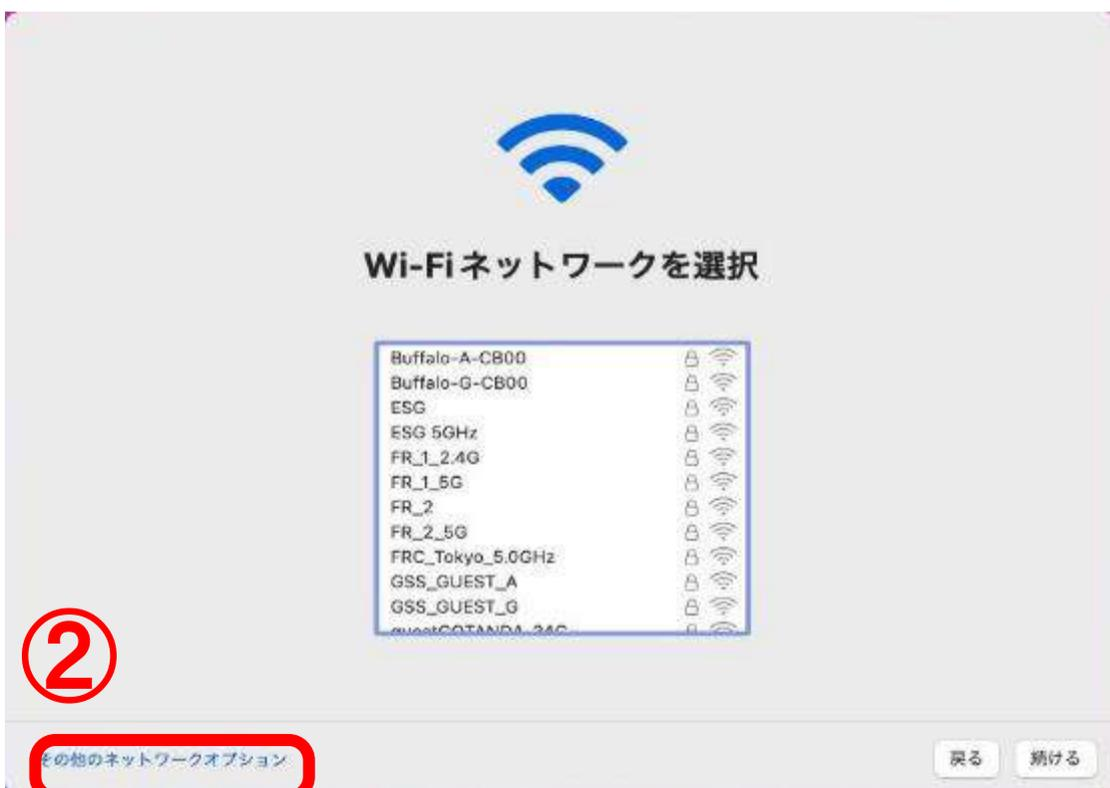 Wi-Fiネットワークを選択
Buffalo-A-CB00
Buffalo-G-CB00
ESG
ESG 5GHz
FR_1_2.4G
FR_1_5G
FR_2
FR_2_5G
FRC_Tokyo_5.0GHz
GSS_GUEST_A
GSS_GUEST_G
②
その他のネットワークオプション
戻る 続ける